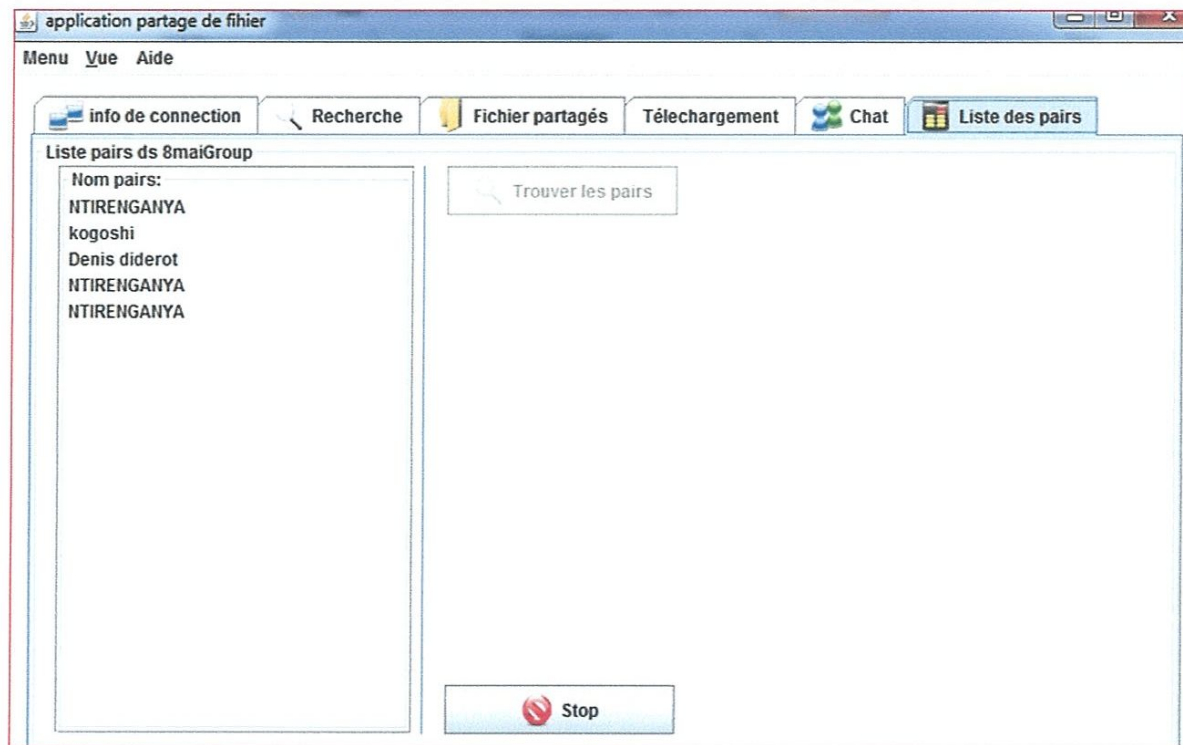 application partage de fihier
Menu Vue Aide
info de connection Recherche Fichier partagés Télechargement Chat Liste des pairs
Liste pairs ds 8maiGroup
Nom pairs:
NTIRENGANYA
kogoshi
Denis diderot
NTIRENGANYA
NTIRENGANYA
Trouver les pairs
Stop